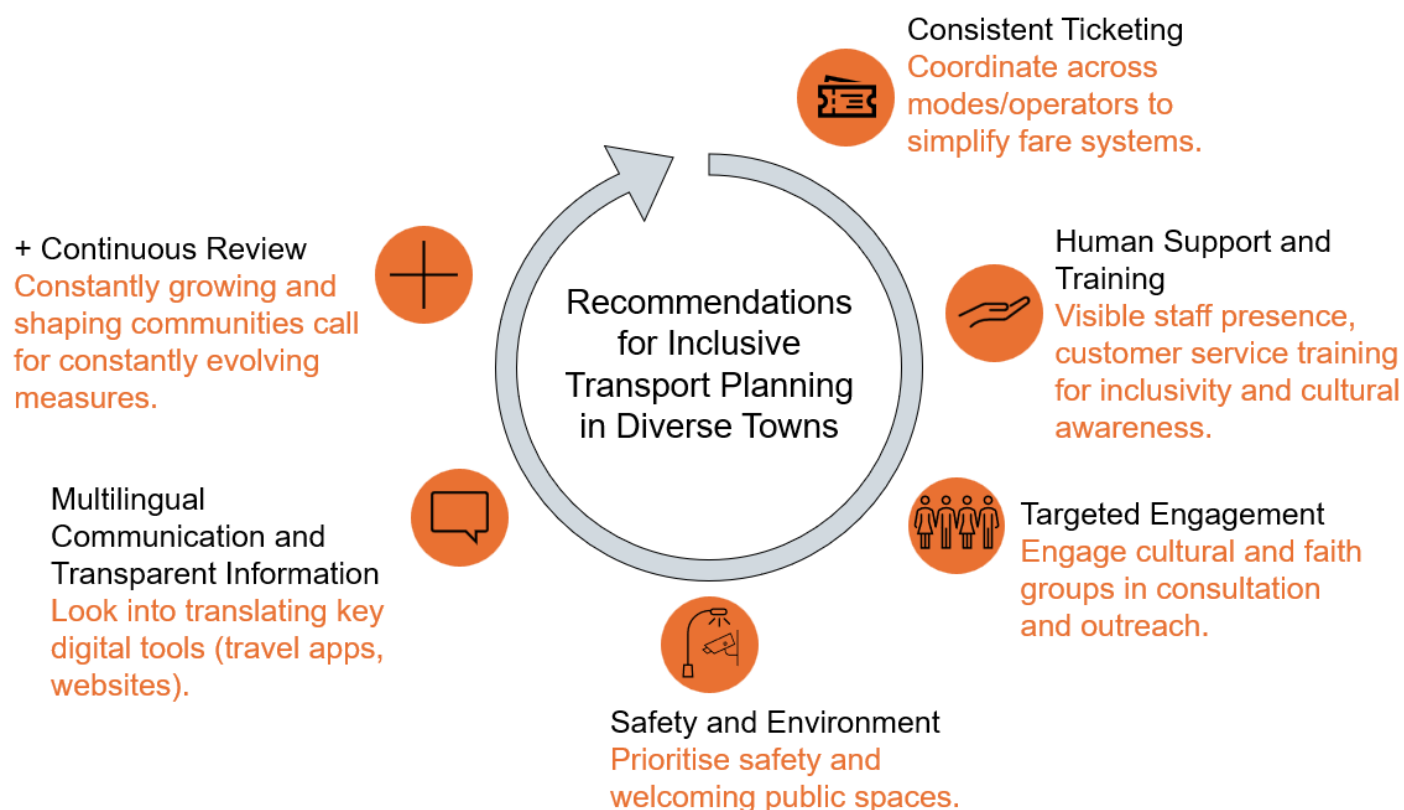 Consistent Ticketing
Coordinate across
modes/operators to
simplify fare systems.
Human Support and
Training
Visible staff presence,
customer service training
for inclusivity and cultural
awareness.
Targeted Engagement
Engage cultural and faith
groups in consultation
and outreach.
Safety and Environment
Prioritise safety and
welcoming public spaces.
Multilingual
Communication and
Transparent Information
Look into translating key
digital tools (travel apps,
websites).
+ Continuous Review
Constantly growing and
shaping communities call
for constantly evolving
measures.
Recommendations
for Inclusive
Transport Planning
in Diverse Towns